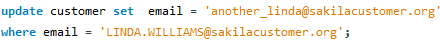 update customer set  email = 'another_linda@sakilacustomer.org'
where email = 'LINDA.WILLIAMS@sakilacustomer.org';